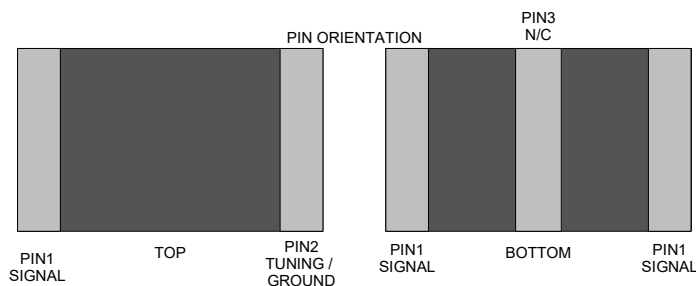 PIN3
N/C
PIN ORIENTATION
PIN1
SIGNAL
TOP
PIN2
TUNING /
GROUND
PIN1
SIGNAL
BOTTOM
PIN1
SIGNAL